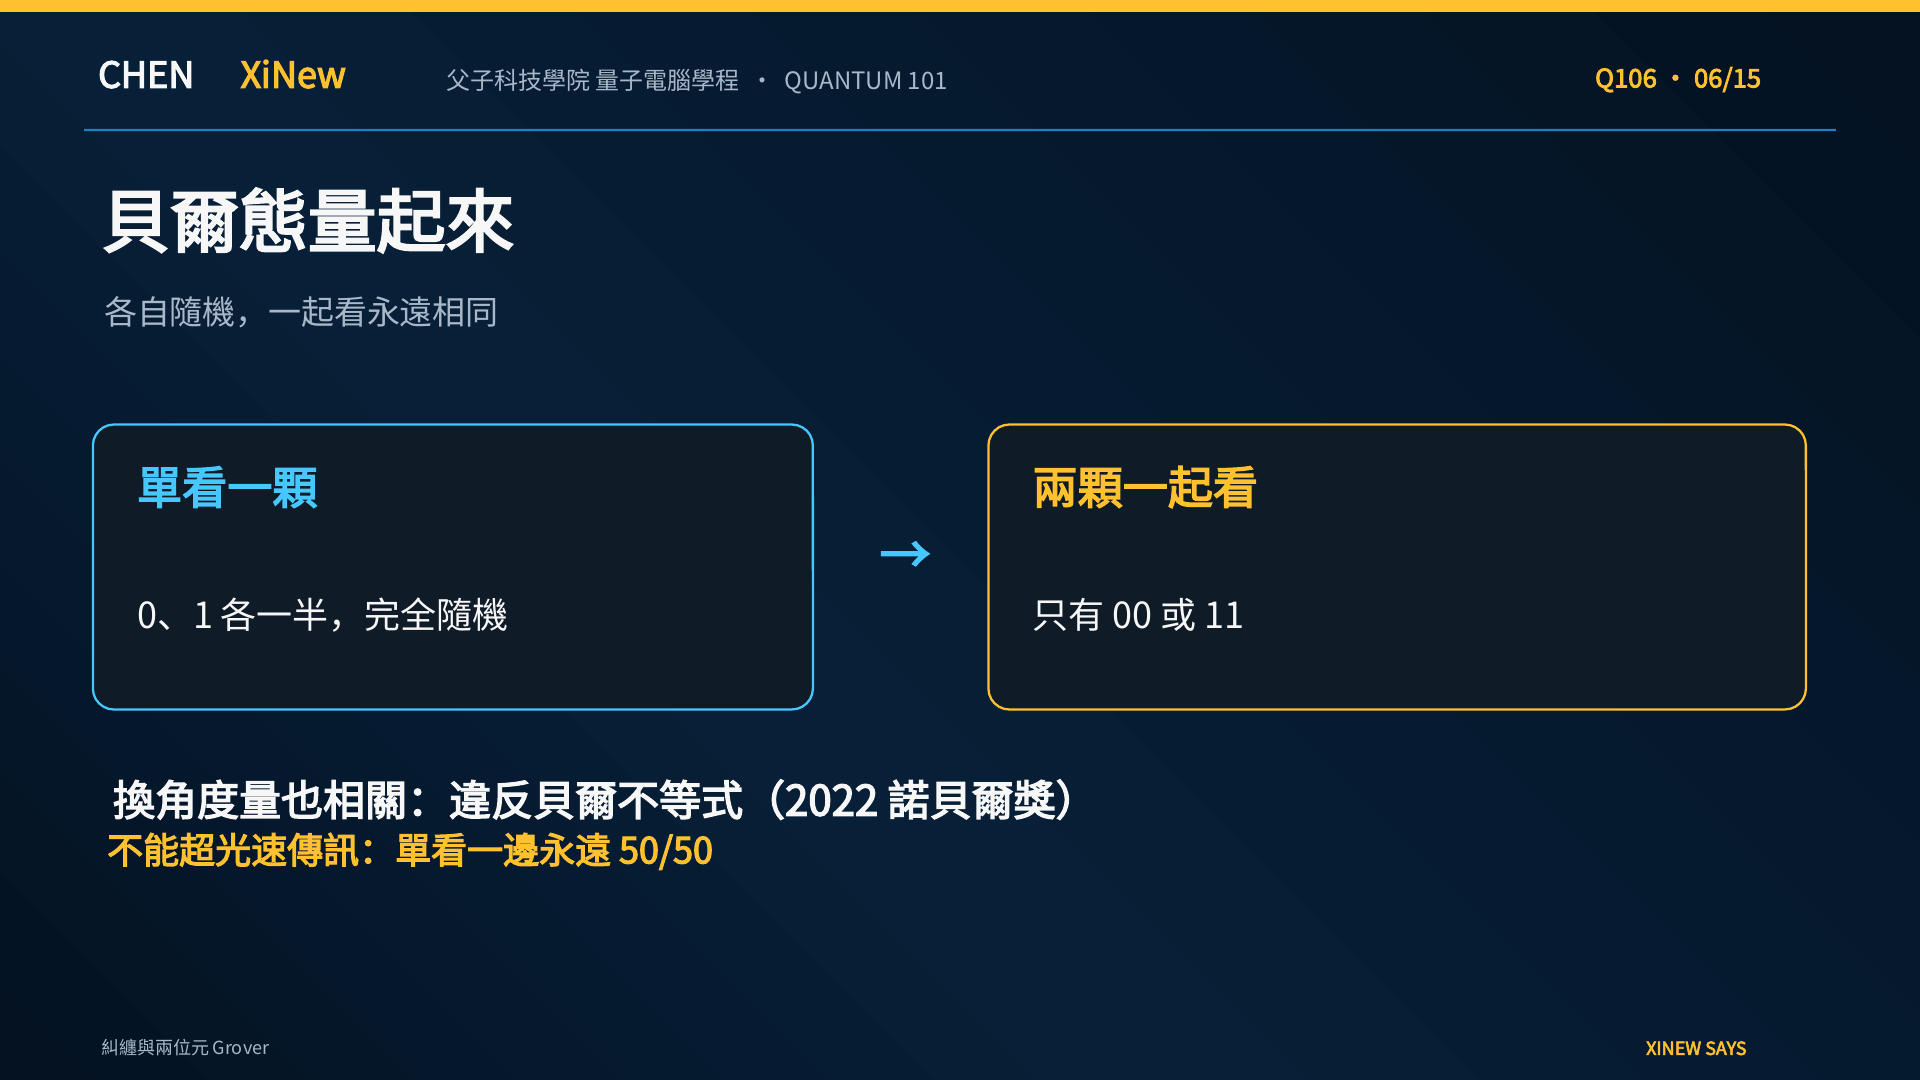 CHEN XiNew 父子科技學院 量子電腦學程 • QUANTUM 101 Q106 • 06/15
貝爾態量起來
各自隨機，一起看永遠相同
單看一顆
0、1 各一半，完全隨機
→
兩顆一起看
只有 00 或 11
換角度量也相關：違反貝爾不等式（2022 諾貝爾獎）
不能超光速傳訊：單看一邊永遠 50/50
糾纏與兩位元 Grover
XINEW SAYS